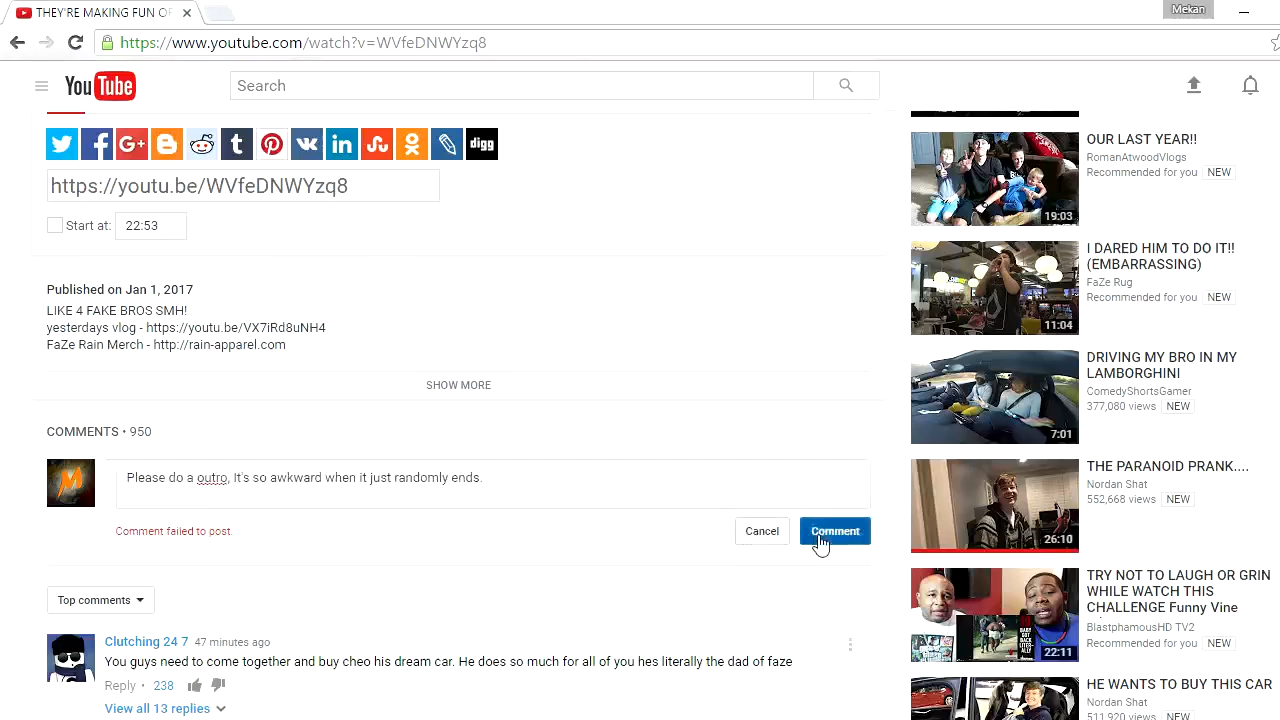 THEY'RE MAKING FUN OF
Mekan
https://www.youtube.com/watch?v=WVfeDNWYzq8
YouTube
Search
digg
https://youtu.be/WVfeDNWYzq8
Start at: 22:53
Published on Jan 1, 2017
LIKE 4 FAKE BROS SMH!
yesterdays vlog - https://youtu.be/VX7iRd8uNH4
FaZe Rain Merch - http://rain-apparel.com
SHOW MORE
COMMENTS • 950
Please do a outro, It's so awkward when it just randomly ends.
Comment failed to post.
Cancel
Comment
Top comments
Clutching 24 7 47 minutes ago
You guys need to come together and buy chiro his dream car. He does so much for all of you hes literally the dad of faze
Reply • 238
View all 13 replies
OUR LAST YEAR!!
RomanAtwoodVlogs
Recommended for you NEW
19:03
I DARED HIM TO DO IT!!
(EMBARRASSING)
FaZe Rug
Recommended for you NEW
11:04
DRIVING MY BRO IN MY
LAMBORGHINI
ComedyShortsGamer
377,080 views NEW
7:01
THE PARANOID PRANK....
Nordan Shat
552,668 views NEW
26:10
TRY NOT TO LAUGH OR GRIN
WHILE WATCH THIS
CHALLENGE Funny Vine
BlastphamousHD TV2
Recommended for you NEW
22:11
HE WANTS TO BUY THIS CAR
Nordan Shat
511,920 views NEW